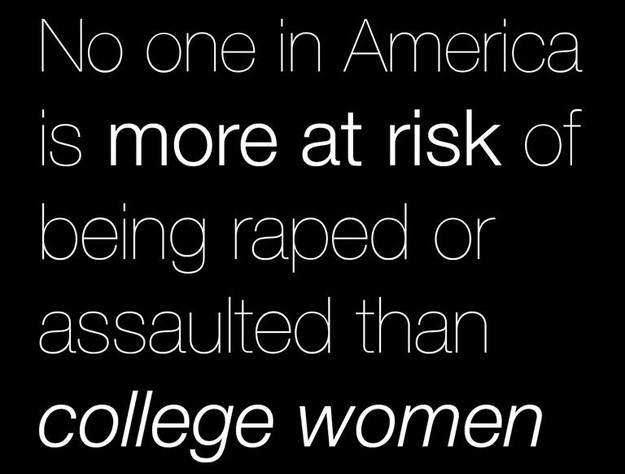 No one in America
is more at risk of
being raped or
assaulted than
college women